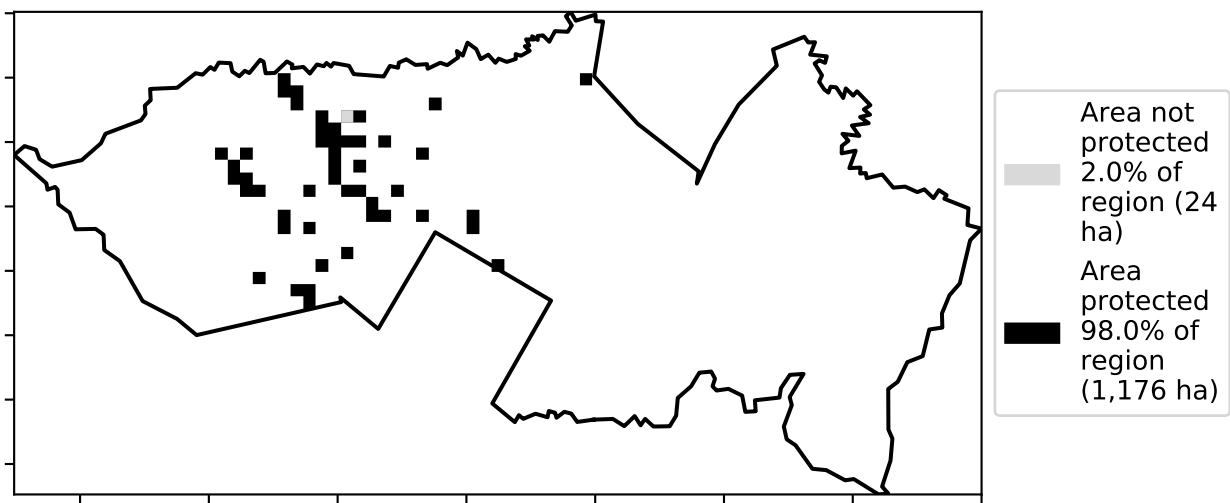 Area not
protected
2.0% of
region (24
ha)
Area
protected
98.0% of
region
(1,176 ha)